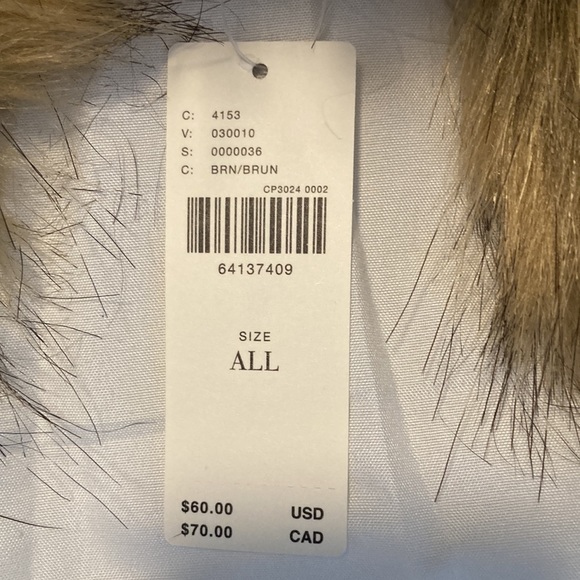 C: 4153
V: 030010
S: 0000036
C: BRN/BRUN
CP3024 0002
64137409
SIZE
ALL
$60.00 USD
$70.00 CAD